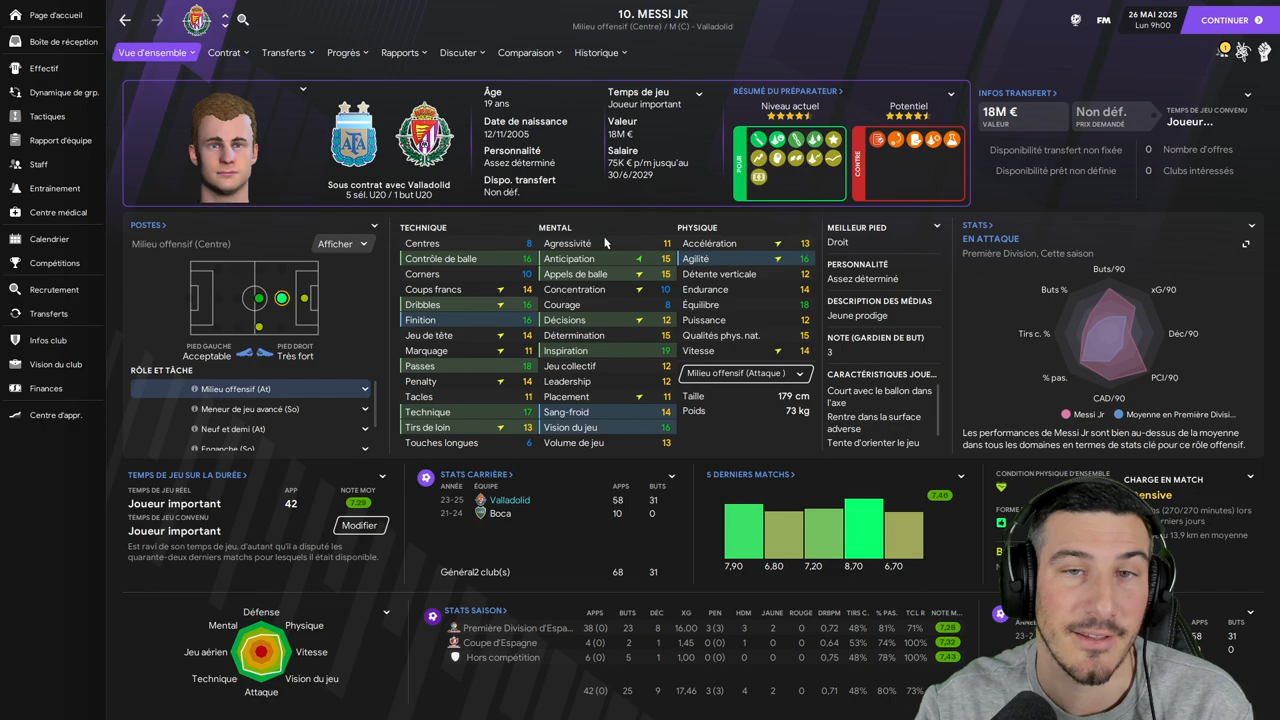 10. MESSI JR
Milieu offensif (Centre) / M (C) - Valladolid
FM
26 MAI 2025
Lun 9h00
CONTINUER
Page d'accueil
Boîte de réception
Effectif
Dynamique de grp.
Tactiques
Rapport d'équipe
Staff
Entrainement
Centre médical
Calendrier
Compétitions
Recrutement
Transferts
Infos club
Vision du club
Finances
Centre d'appr.
Vue d'ensemble
Contrat
Transferts
Progrès
Rapports
Discuter
Comparaison
Historique
1
AFA
Sous contrat avec Valladolid
5 sél. U20 / 1 but U20
Âge
19 ans
Date de naissance
12/11/2005
Personnalité
Assez déterminé
Dispo. transfert
Non déf.
Temps de jeu
Joueur important
Valeur
18M €
Salaire
75K € p/m jusqu'au
30/6/2029
RÉSUMÉ DU PRÉPARATEUR
Niveau actuel
Potentiel
POUR
CONTRE
INFOS TRANSFERT
18M €
VALEUR
Non déf.
PRIX DEMANDÉ
TEMPS DE JEU CONVENU
Joueur...
Disponibilité transfert non fixée
0 Nombre d'offres
Disponibilité prêt non définie
0 Clubs intéressés
POSTES
Milieu offensif (Centre)
Afficher
PIED GAUCHE
Acceptable
PIED DROIT
Très fort
RÔLE ET TÂCHE
Milieu offensif (At)
Meneur de jeu avancé (So)
Neuf et demi (At)
Enganche (So)
TECHNIQUE
Centres 8
Contrôle de balle 16
Corners 10
Coups francs 14
Dribbles 16
Finition 16
Jeu de tête 14
Marquage 11
Passes 18
Penalty 14
Tacles 11
Technique 17
Tirs de loin 13
Touches longues 6
MENTAL
Agressivité 11
Anticipation 15
Appels de balle 15
Concentration 10
Courage 8
Décisions 12
Détermination 15
Inspiration 19
Jeu collectif 12
Leadership 12
Placement 11
Sang-froid 14
Vision du jeu 16
Volume de jeu 13
PHYSIQUE
Accélération 13
Agilité 16
Détente verticale 12
Endurance 14
Équilibre 18
Puissance 12
Qualités phys. nat. 15
Vitesse 14
Milieu offensif (Attaque )
Taille 179 cm
Poids 73 kg
MEILLEUR PIED
Droit
PERSONNALITÉ
Assez déterminé
DESCRIPTION DES MÉDIAS
Jeune prodige
NOTE (GARDIEN DE BUT)
3
CARACTÉRISTIQUES JOUE...
Court avec le ballon dans
l'axe
Rentre dans la surface
adverse
Tente d'orienter le jeu
STATS
EN ATTAQUE
Première Division, Cette saison
Buts/90
xG/90
Déc/90
PCI/90
CAD/90
% pas.
Tirs c. %
Buts %
Messi Jr
Moyenne en Première Divisi...
Les performances de Messi Jr sont bien au-dessus de la moyenne
dans tous les domaines en termes de stats clé pour ce rôle offensif.
TEMPS DE JEU SUR LA DURÉE
TEMPS DE JEU RÉEL
Joueur important
APP
42
NOTE MOY
7.29
TEMPS DE JEU CONVENU
Joueur important
Modifier
Est ravi de son temps de jeu, d'autant qu'il a disputé les
quarante-deux derniers matchs pour lesquels il était disponible.
STATS CARRIÈRE
ANNÉE ÉQUIPE APPS BUTS
23-25 Valladolid 58 31
21-24 Boca 10 0
Général 2 club(s) 68 31
5 DERNIERS MATCHS
7.46
7,90 6,80 7,20 8,70 6,70
CONDITION PHYSIQUE D'ENSEMBLE
CHARGE EN MATCH
Défense
Physique
Vitesse
Vision du jeu
Attaque
Technique
Jeu aérien
Mental
STATS SAISON
APPS BUTS DÉC XG PEN HDM JAUNE ROUGE DRBPM TIRS C. % PAS. TCL R NOTE M...
Première Division d'Espa... 38 (0) 23 8 16,00 3 (3) 3 2 0 0,72 48% 81% 71% 7,26
Coupe d'Espagne 4 (0) 2 1 1,45 0 (0) 1 0 0 0,64 53% 74% 100% 7,32
Hors compétition 6 (0) 5 1 1,00 0 (0) 0 0 0 0,75 48% 78% 100% 7,43
42 (0) 25 9 17,46 3 (3) 4 2 0 0,71 48% 80% 73%
BUTS
31
0